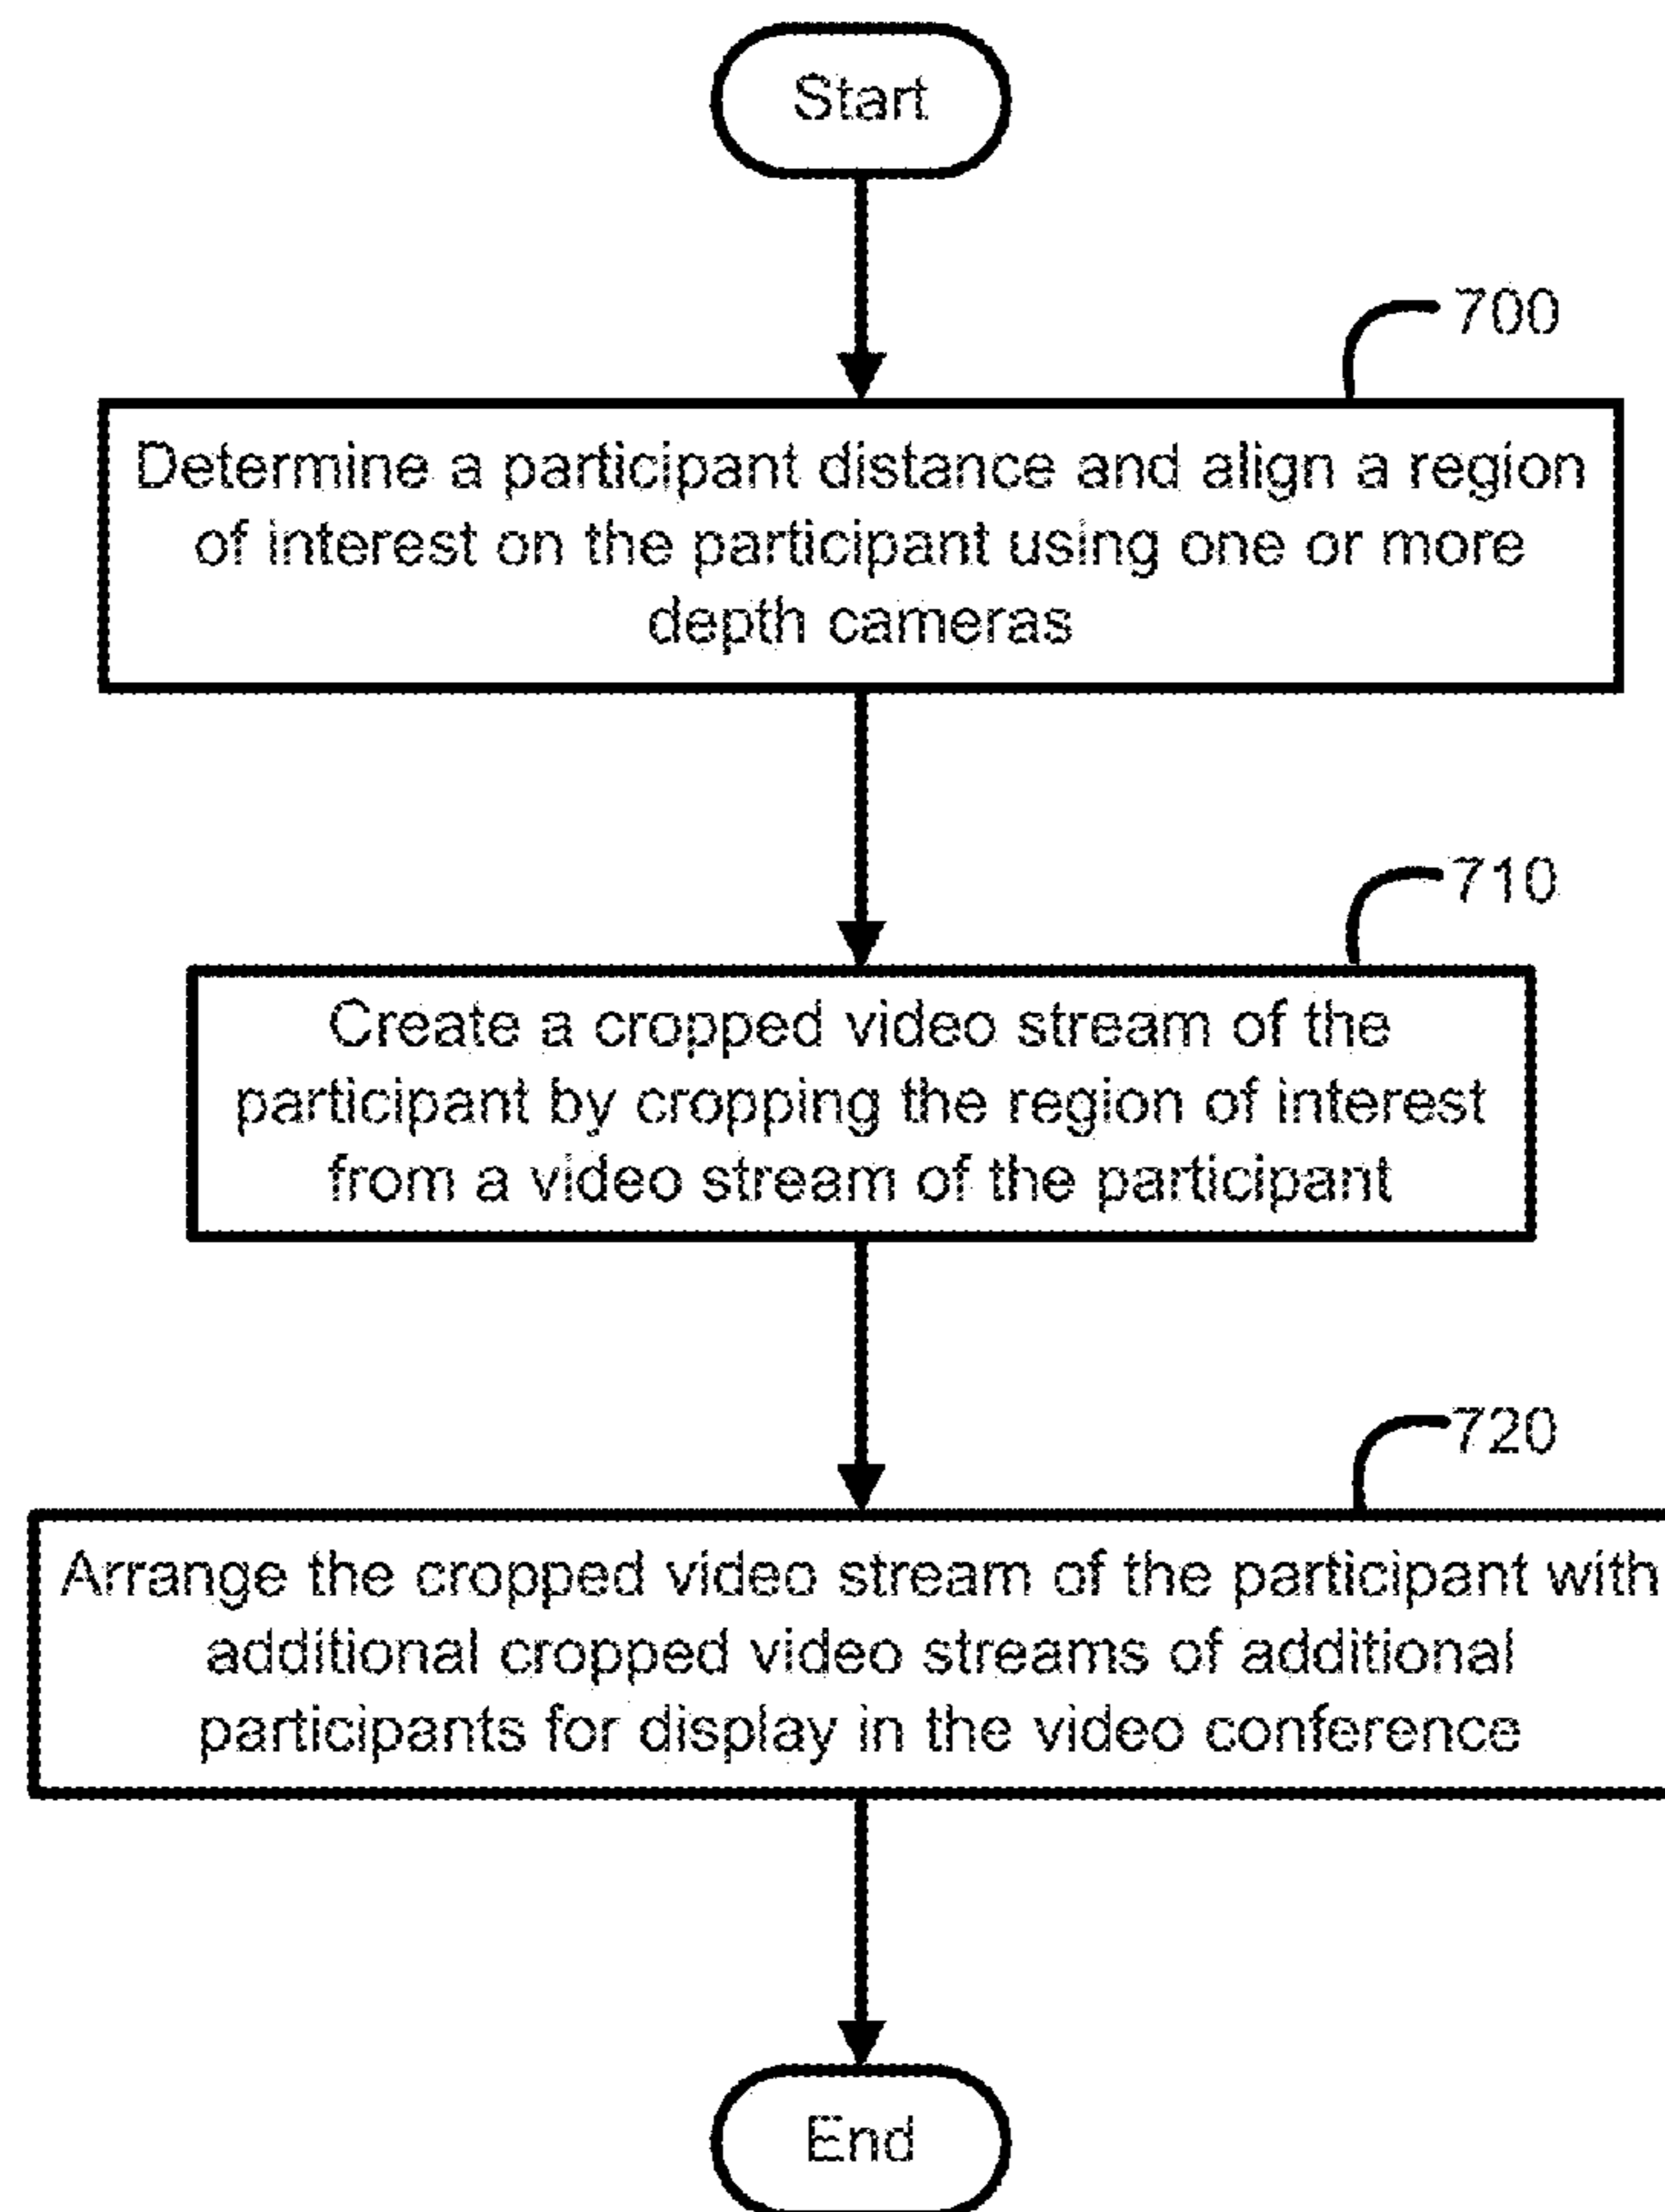 Start
700
Determine a participant distance and align a region
of interest on the participant using one or more
depth cameras
710
Create a cropped video stream of the
participant by cropping the region of interest
from a video stream of the participant
720
Arrange the cropped video stream of the participant with
additional cropped video streams of additional
participants for display in the video conference
End